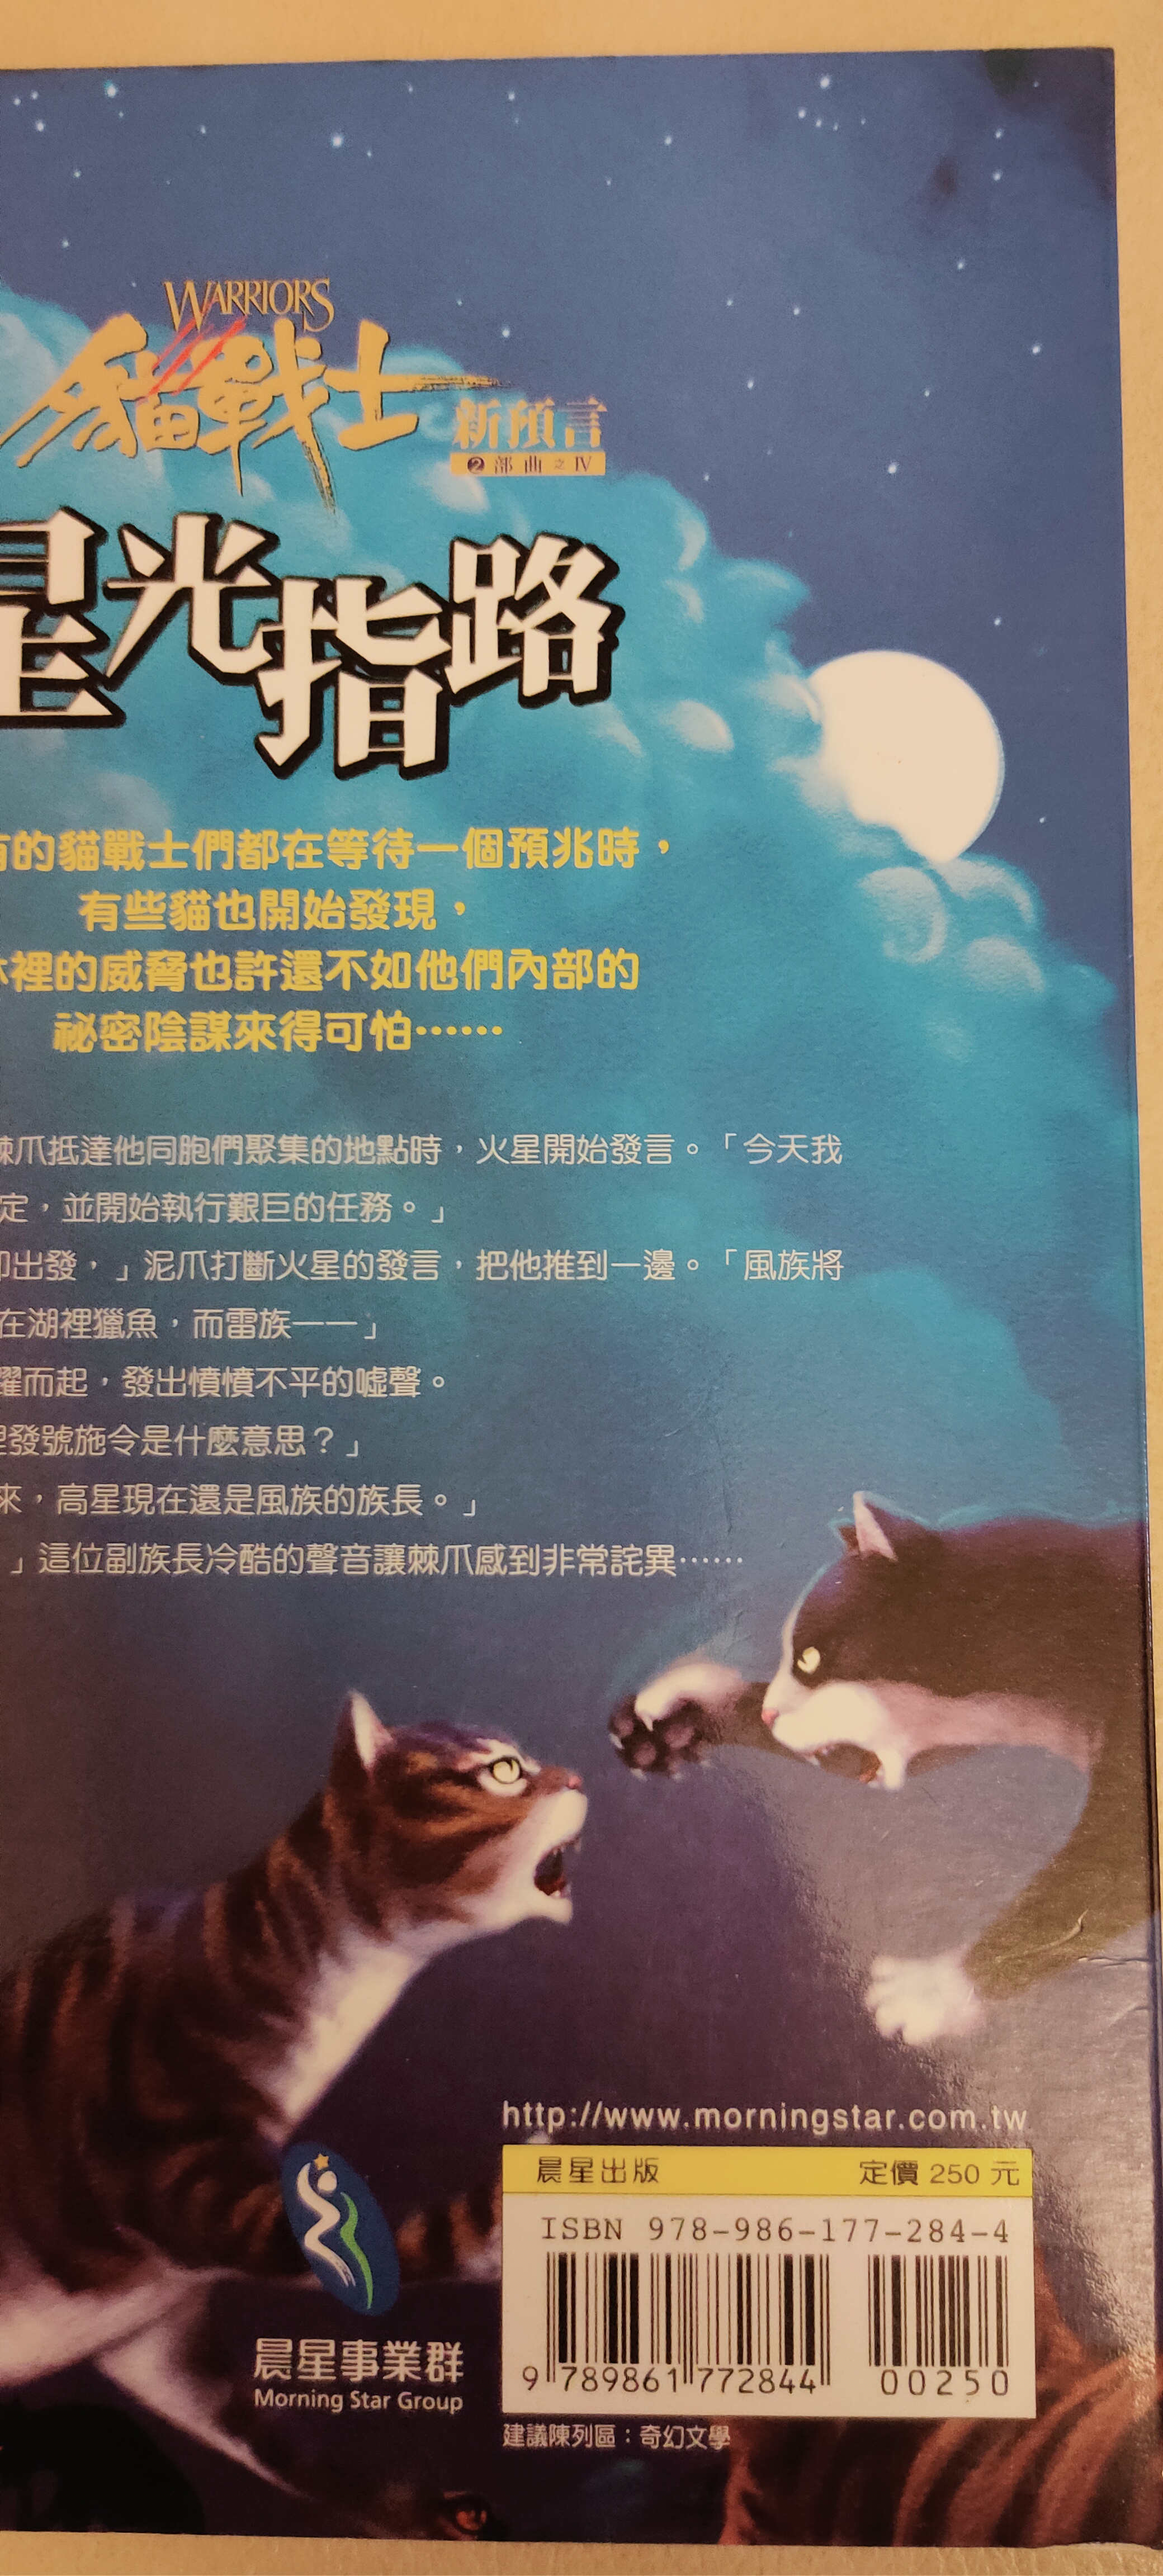 WARRIORS
貓戰士
新預言
2部曲之IV
星光指路
的貓戰士們都在等待一個預兆時，
有些貓也開始發現，
裡的威脅也許還不如他們內部的
祕密陰謀來得可怕……
棘爪抵達他同胞們聚集的地點時，火星開始發言。「今天我
定，並開始執行艱巨的任務。」
出發，」泥爪打斷火星的發言，把他推到一邊。「風族將
在湖裡獵魚，而雷族——」
躍而起，發出憤憤不平的噓聲。
發號施令是什麼意思？」
來，高星現在還是風族的族長。」
」這位副族長冷酷的聲音讓棘爪感到非常詫異……
http://www.morningstar.com.tw
晨星出版 定價 250 元
ISBN 978-986-177-284-4
9 789861 772844 00250
晨星事業群
Morning Star Group
建議陳列區：奇幻文學